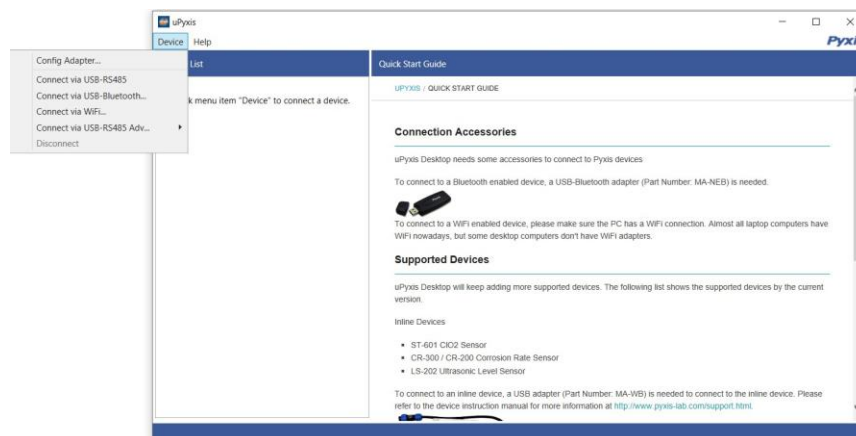 uPyxis
Device Help
Pyxi
Config Adapter...
Connect via USB-RS485
Connect via USB-Bluetooth...
Connect via WiFi...
Connect via USB-RS485 Adv...
Disconnect
List
k menu item "Device" to connect a device.
Quick Start Guide
UPYXIS / QUICK START GUIDE
Connection Accessories
uPyxis Desktop needs some accessories to connect to Pyxis devices
To connect to a Bluetooth enabled device, a USB-Bluetooth adapter (Part Number: MA-NEB) is needed.
To connect to a WiFi enabled device, please make sure the PC has a WiFi connection. Almost all laptop computers have
WiFi nowadays, but some desktop computers don't have WiFi adapters.
Supported Devices
uPyxis Desktop will keep adding more supported devices. The following list shows the supported devices by the current
version.
Inline Devices
• ST-601 ClO2 Sensor
• CR-300 / CR-200 Corrosion Rate Sensor
• LS-202 Ultrasonic Level Sensor
To connect to an inline device, a USB adapter (Part Number: MA-WB) is needed to connect to the inline device. Please
refer to the device instruction manual for more information at http://www.pyxis-lab.com/support.html.